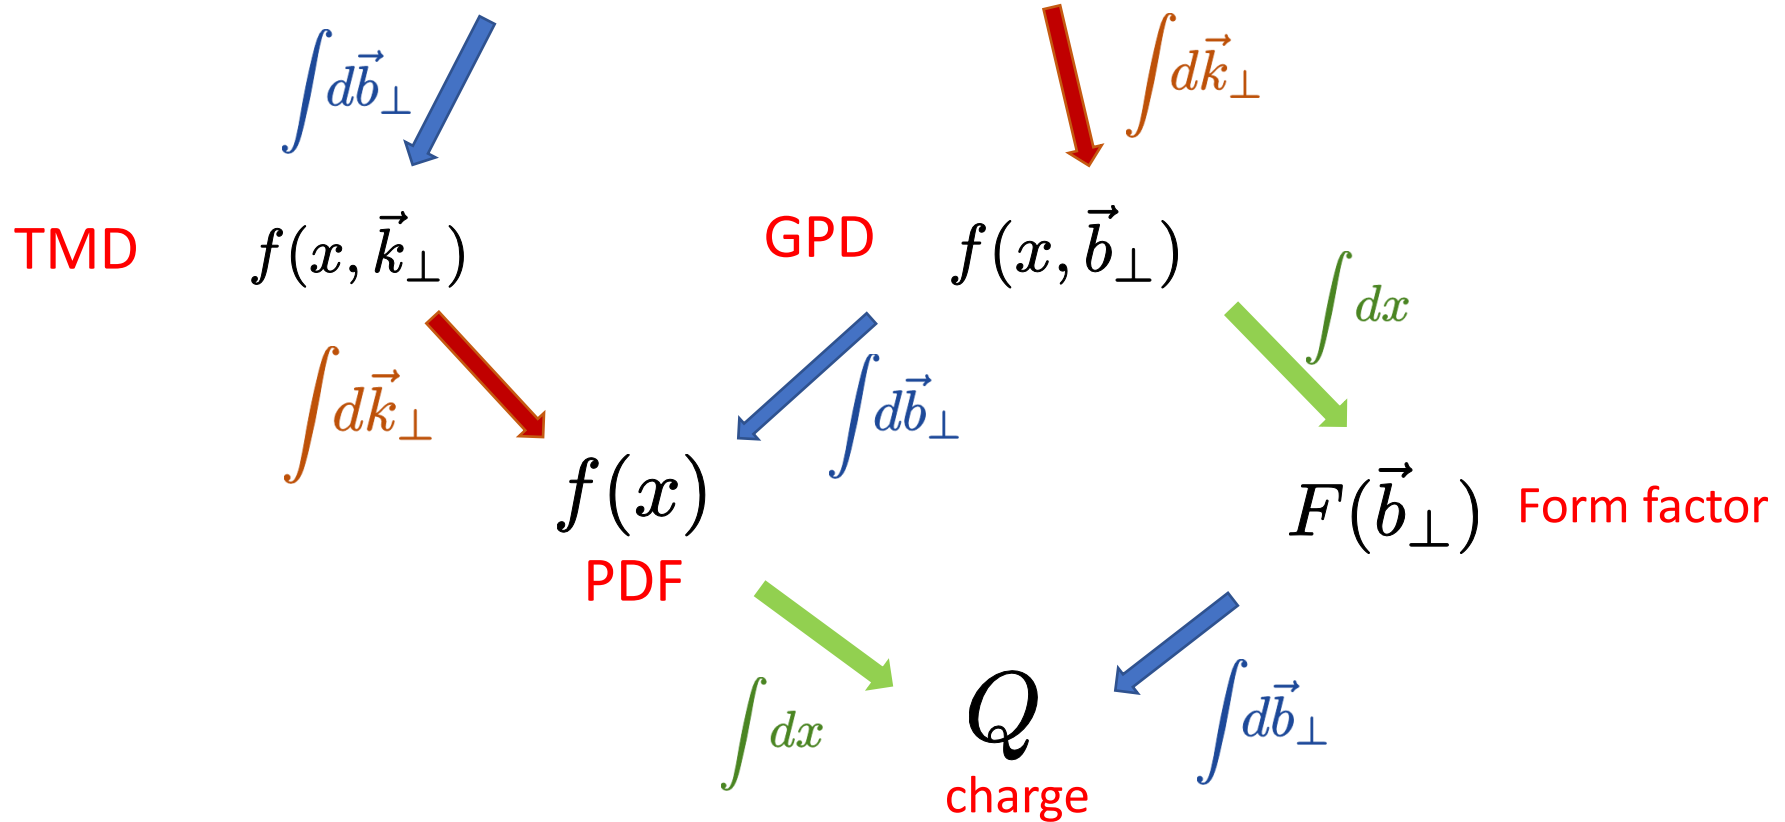 ∫d\vec{b}_⊥
∫d\vec{k}_⊥
TMD f(x, \vec{k}_⊥)
GPD f(x, \vec{b}_⊥)
∫dx
∫d\vec{k}_⊥
∫d\vec{b}_⊥
f(x)
PDF
F(\vec{b}_⊥) Form factor
∫dx
Q
charge
∫d\vec{b}_⊥